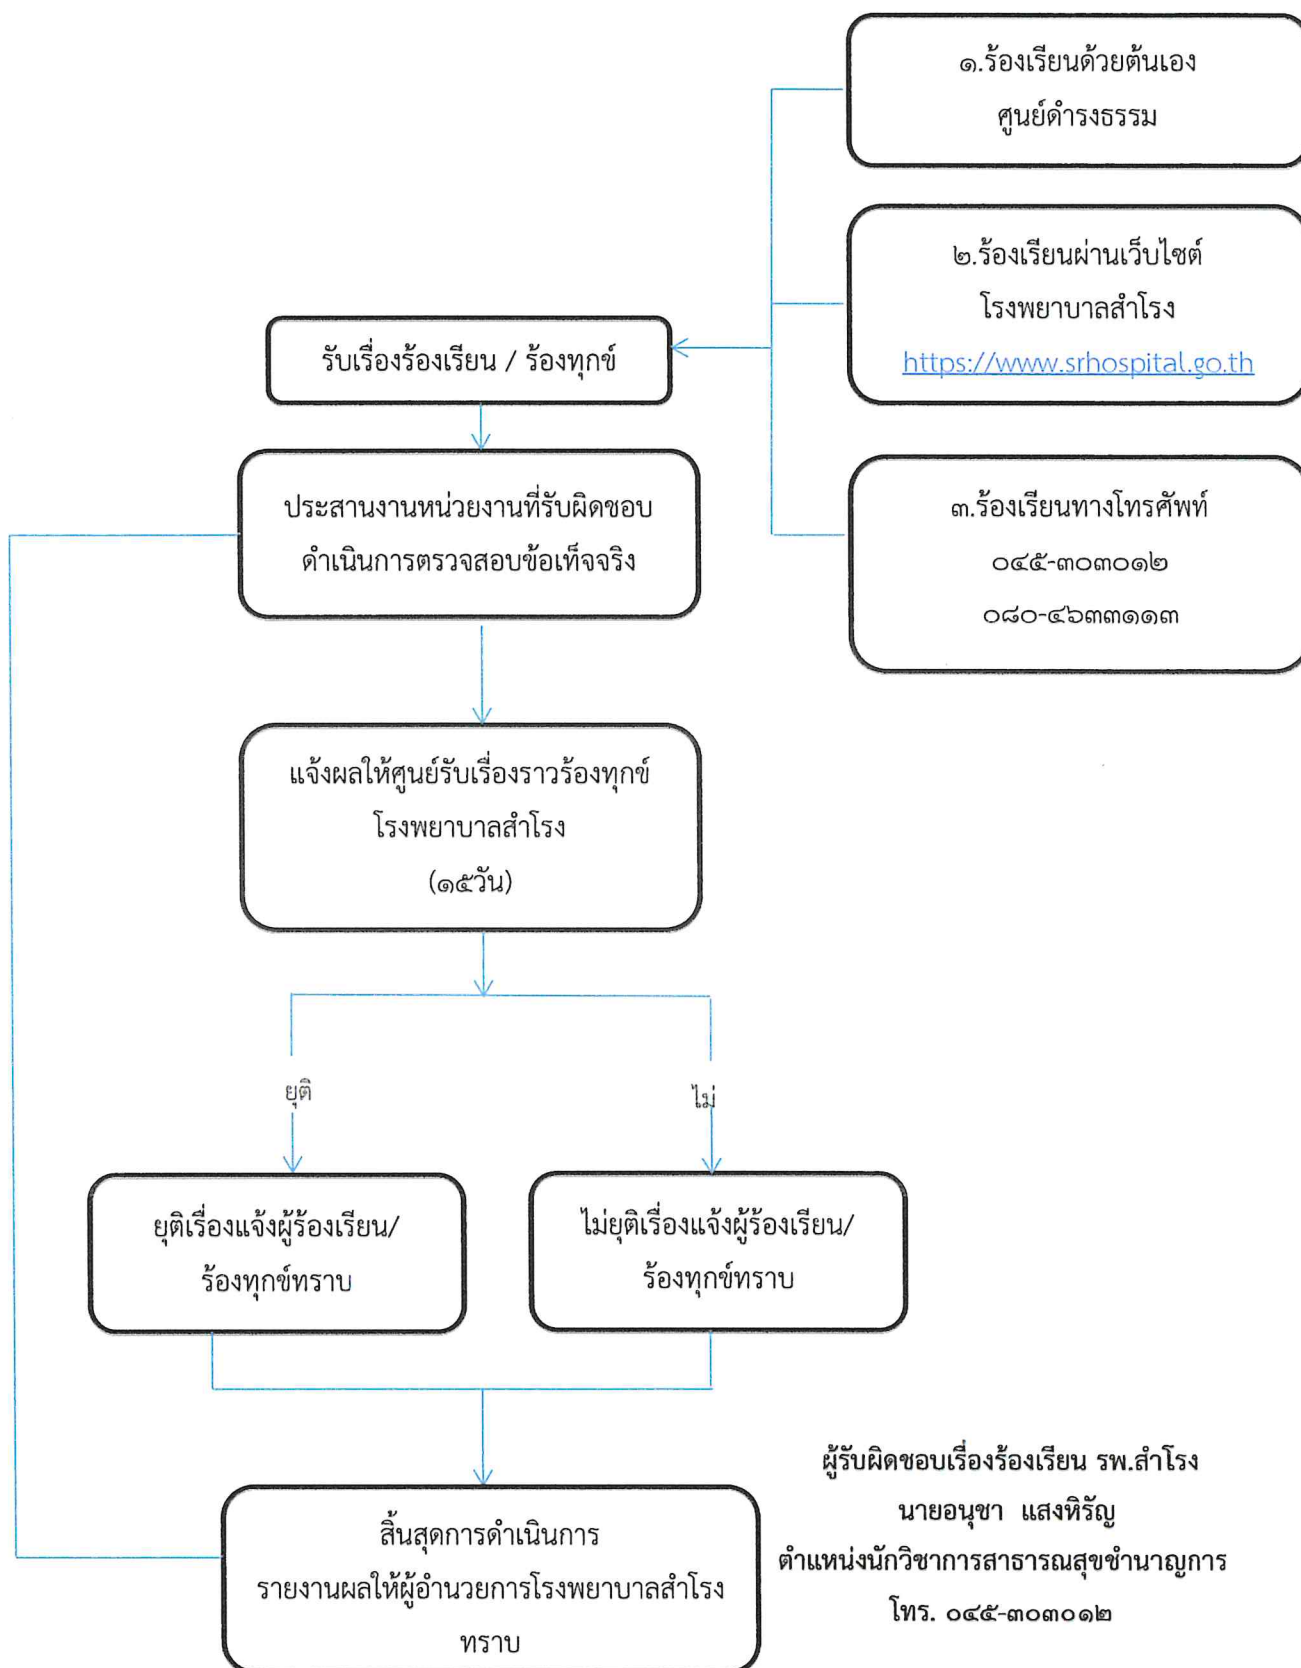 ๑.ร้องเรียนด้วยตนเอง
ศูนย์ดำรงธรรม
๒.ร้องเรียนผ่านเว็บไซต์
โรงพยาบาลสำโรง
https://www.srhospital.go.th
๓.ร้องเรียนทางโทรศัพท์
๐๔๕-๓๐๓๐๑๒
๐๘๐-๔๖๓๓๑๑๓
รับเรื่องร้องเรียน / ร้องทุกข์
ประสานงานหน่วยงานที่รับผิดชอบ
ดำเนินการตรวจสอบข้อเท็จจริง
แจ้งผลให้ศูนย์รับเรื่องราวร้องทุกข์
โรงพยาบาลสำโรง
(๑๕วัน)
ยุติ
ไม่
ยุติเรื่องแจ้งผู้ร้องเรียน/
ร้องทุกข์ทราบ
ไม่ยุติเรื่องแจ้งผู้ร้องเรียน/
ร้องทุกข์ทราบ
สิ้นสุดการดำเนินการ
รายงานผลให้ผู้อำนวยการโรงพยาบาลสำโรง
ทราบ
ผู้รับผิดชอบเรื่องร้องเรียน รพ.สำโรง
นายอนุชา แสงหิรัญ
ตำแหน่งนักวิชาการสาธารณสุขชำนาญการ
โทร. ๐๔๕-๓๐๓๐๑๒